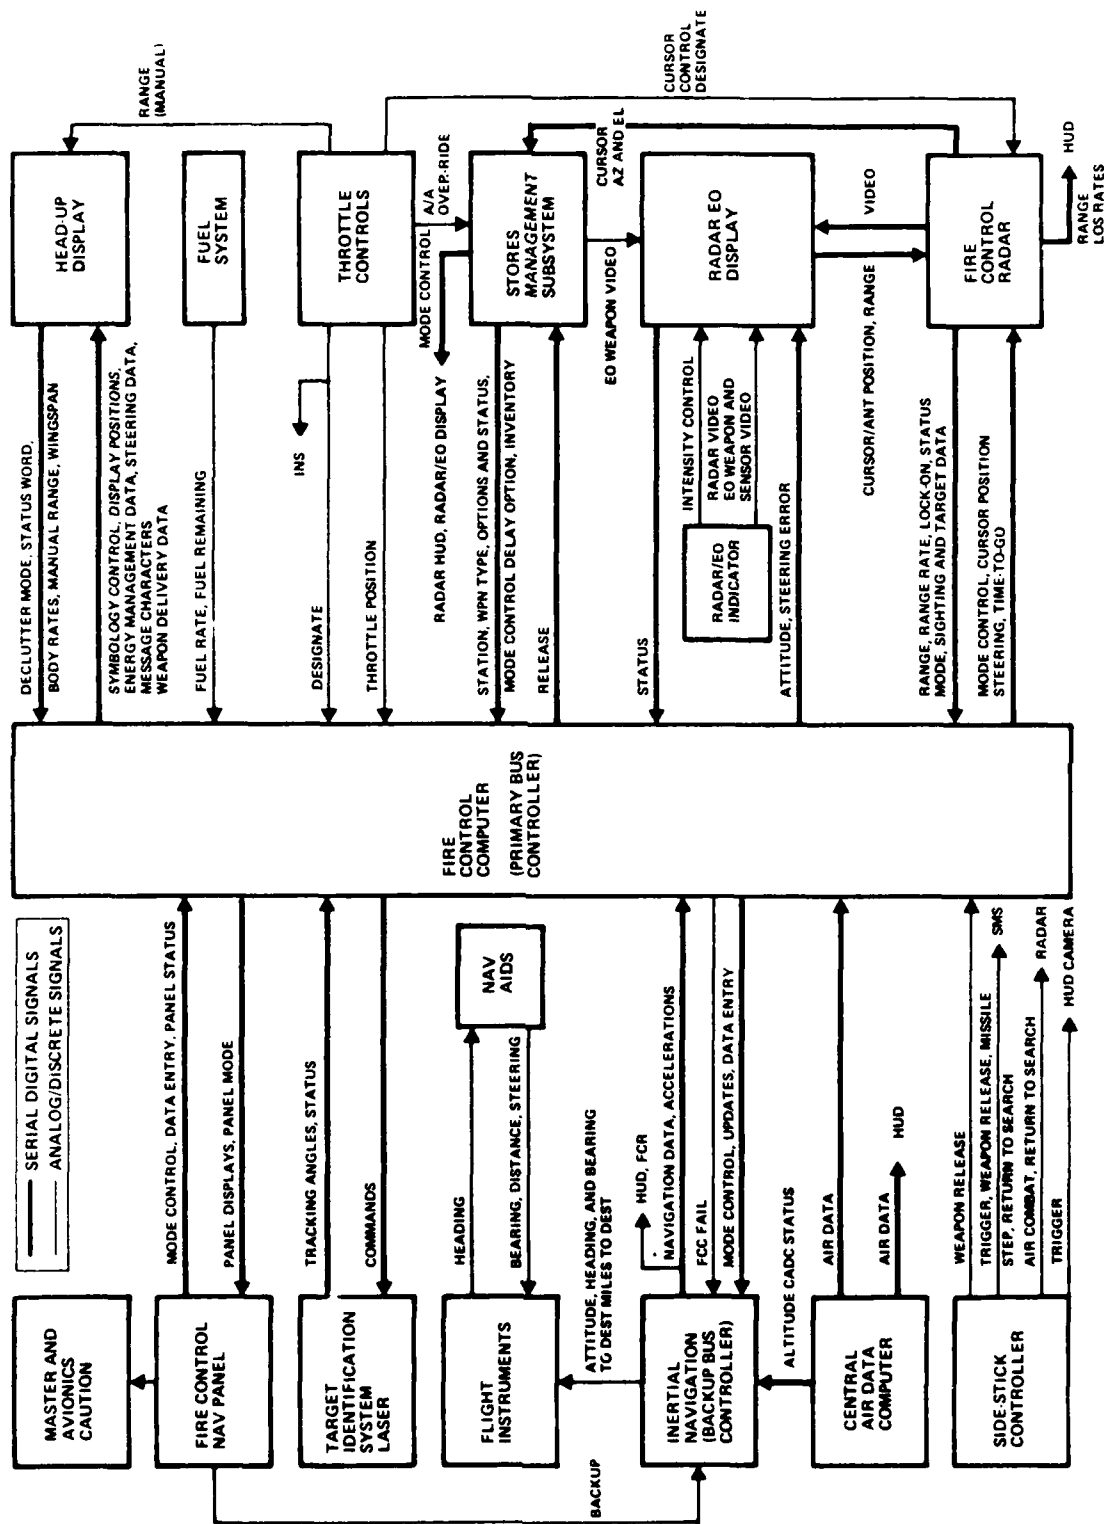 SERIAL DIGITAL SIGNALS
ANALOG/DISCRETE SIGNALS
MASTER AND
AVIONICS
CAUTION
FIRE CONTROL
NAV PANEL
TARGET
IDENTIFICATION
SYSTEM
LASER
FLIGHT
INSTRUMENTS
INERTIAL
NAVIGATION
(BACKUP BUS
CONTROLLER)
CENTRAL
AIR DATA
COMPUTER
SIDE-STICK
CONTROLLER
BACKUP
MODE CONTROL, DATA ENTRY, PANEL STATUS
PANEL DISPLAYS, PANEL MODE
TRACKING ANGLES, STATUS
COMMANDS
HEADING
BEARING, DISTANCE, STEERING
NAV
AIDS
ATTITUDE, HEADING, AND BEARING
TO DEST MILES TO DEST
HUD, FCR
NAVIGATION DATA, ACCELERATIONS
FCC FAIL
MODE CONTROL, UPDATES, DATA ENTRY
ALTITUDE CADC STATUS
AIR DATA
AIR DATA
HUD
WEAPON RELEASE
TRIGGER, WEAPON RELEASE, MISSILE
STEP, RETURN TO SEARCH
SMS
AIR COMBAT, RETURN TO SEARCH
RADAR
TRIGGER
HUD CAMERA
FIRE
CONTROL
COMPUTER
(PRIMARY BUS
CONTROLLER)
DECLUTTER MODE, STATUS WORD,
BODY RATES, MANUAL RANGE, WINGSPAN
SYMBOLOGY CONTROL, DISPLAY POSITIONS,
ENERGY MANAGEMENT DATA, STEERING DATA,
MESSAGE CHARACTERS
WEAPON DELIVERY DATA
FUEL RATE, FUEL REMAINING
INS
DESIGNATE
THROTTLE POSITION
MODE CONTROL
RADAR HUD, RADAR/EO DISPLAY
STATION, WPN TYPE, OPTIONS AND STATUS,
MODE CONTROL DELAY OPTION, INVENTORY
RELEASE
EO WEAPON VIDEO
STATUS
INTENSITY CONTROL
RADAR VIDEO
EO WEAPON AND
SENSOR VIDEO
RADAR/EO
INDICATOR
ATTITUDE, STEERING ERROR
CURSOR/ANT POSITION, RANGE
RANGE, RANGE RATE, LOCK-ON, STATUS
MODE, SIGHTING AND TARGET DATA
MODE CONTROL, CURSOR POSITION
STEERING, TIME-TO-GO
HEAD-UP
DISPLAY
FUEL
SYSTEM
THROTTLE
CONTROLS
A/A
OVER-RIDE
STORES
MANAGEMENT
SUBSYSTEM
CURSOR
AZ AND EL
RADAR EO
DISPLAY
VIDEO
FIRE
CONTROL
RADAR
RANGE
(MANUAL)
CURSOR
CONTROL
DESIGNATE
HUD
RANGE
LOS RATES